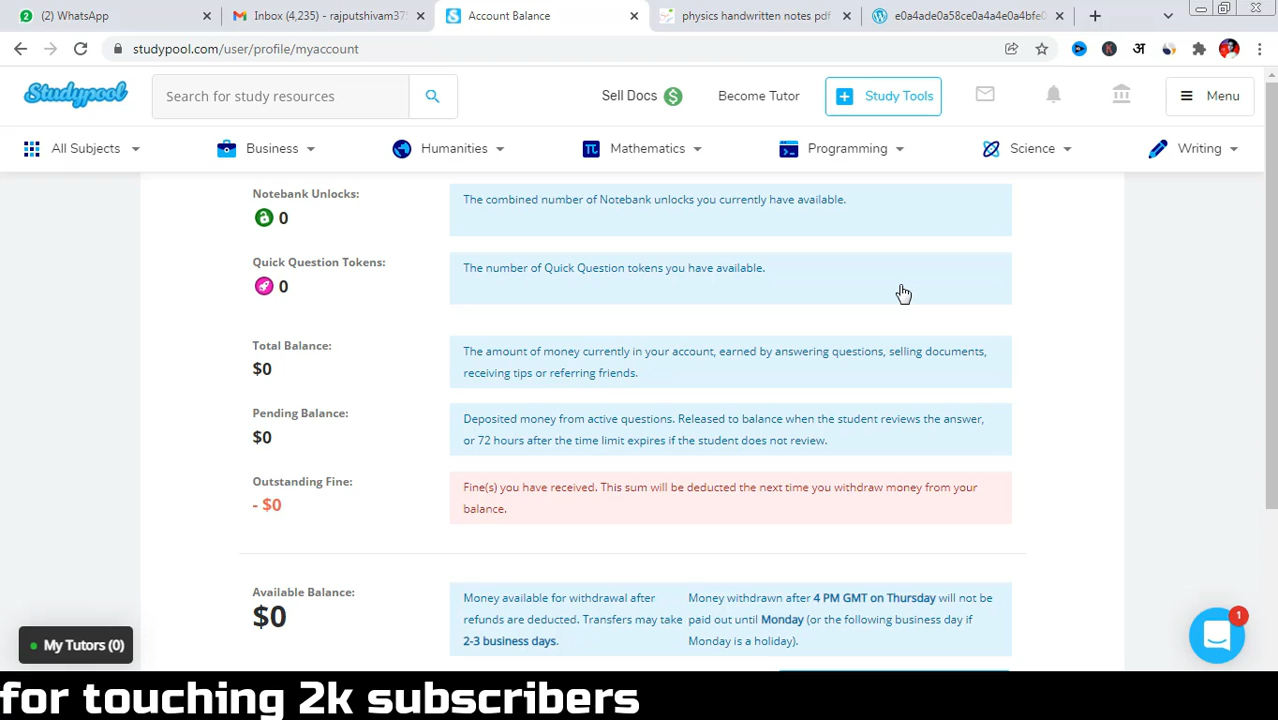 (2) WhatsApp
Inbox (4,235) - rajputshivam37
Account Balance
physics handwritten notes pdf
e0a4ade0a58ce0a4a4e0a4bfe0
studypool.com/user/profile/myaccount
Studypool
Search for study resources
Sell Docs
Become Tutor
Study Tools
Menu
All Subjects
Business
Humanities
Mathematics
Programming
Science
Writing
Notebank Unlocks:
0
The combined number of Notebank unlocks you currently have available.
Quick Question Tokens:
0
The number of Quick Question tokens you have available.
Total Balance:
$0
The amount of money currently in your account, earned by answering questions, selling documents,
receiving tips or referring friends.
Pending Balance:
$0
Deposited money from active questions. Released to balance when the student reviews the answer,
or 72 hours after the time limit expires if the student does not review.
Outstanding Fine:
- $0
Fine(s) you have received. This sum will be deducted the next time you withdraw money from your
balance.
Available Balance:
$0
Money available for withdrawal after
refunds are deducted. Transfers may take
2-3 business days.
Money withdrawn after 4 PM GMT on Thursday will not be
paid out until Monday (or the following business day if
Monday is a holiday).
My Tutors (0)
1
for touching 2k subscribers